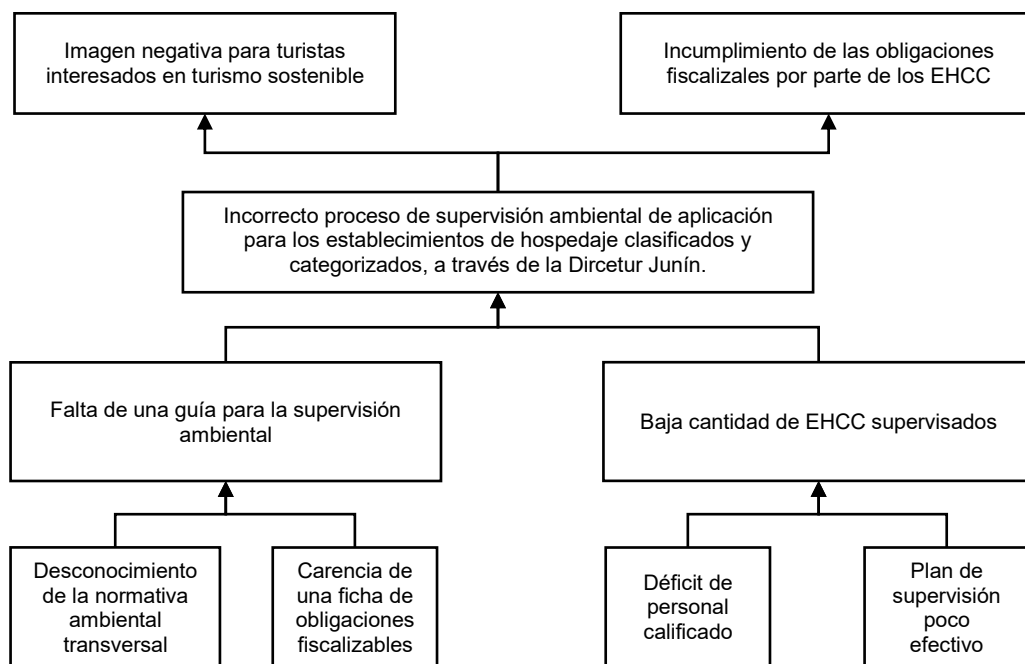 Imagen negativa para turistas
interesados en turismo sostenible
Incumplimiento de las obligaciones
fiscalizales por parte de los EHCC
Incorrecto proceso de supervisión ambiental de aplicación
para los establecimientos de hospedaje clasificados y
categorizados, a través de la Dircetur Junín.
Falta de una guía para la supervisión
ambiental
Baja cantidad de EHCC supervisados
Desconocimiento
de la normativa
ambiental
transversal
Carencia de
una ficha de
obligaciones
fiscalizables
Déficit de
personal
calificado
Plan de
supervisión
poco
efectivo